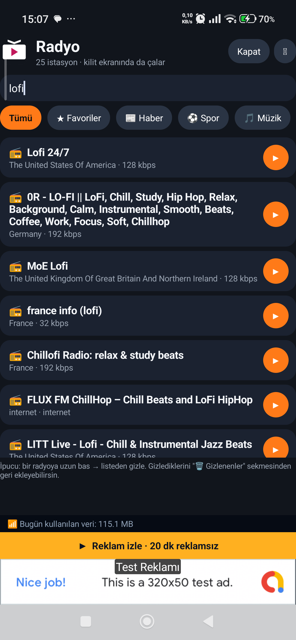 15:07
0,10 KB/S 70%
Radyo
25 istasyon · kilit ekranında da çalar
Kapat
lofi
Tümü
★ Favoriler
📰 Haber
⚽ Spor
🎵 Müzik
📻 Lofi 24/7
The United States Of America · 128 kbps
📻 0R - LO-FI || LoFi, Chill, Study, Hip Hop, Relax,
Background, Calm, Instrumental, Smooth, Beats,
Coffee, Work, Focus, Soft, Chillhop
Germany · 192 kbps
📻 MoE Lofi
The United Kingdom Of Great Britain And Northern Ireland · 128 kbps
📻 france info (lofi)
France · 32 kbps
📻 Chillofi Radio: relax & study beats
France · 192 kbps
📻 FLUX FM ChillHop – Chill Beats and LoFi HipHop
internet · internet
📻 LITT Live - Lofi - Chill & Instrumental Jazz Beats
The United States Of America · 128 kbps
İpucu: bir radyoya uzun bas → listeden gizle. Gizlediklerini "🗑 Gizlenenler" sekmesinden
geri ekleyebilirsin.
📶 Bugün kullanılan veri: 115.1 MB
► Reklam izle · 20 dk reklamsız
Test Reklamı
Nice job!
This is a 320x50 test ad.